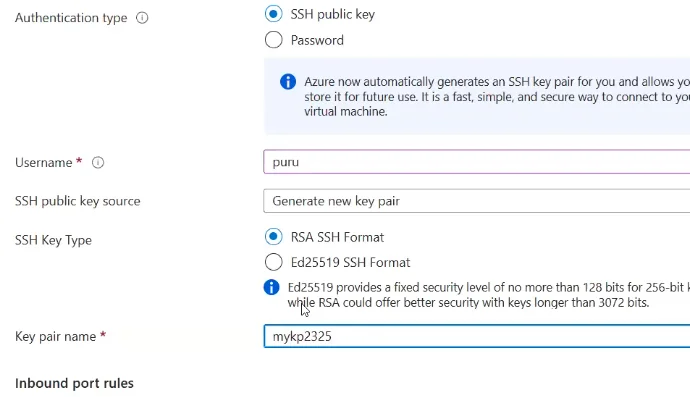 Authentication type
SSH public key
Password
Azure now automatically generates an SSH key pair for you and allows
store it for future use. It is a fast, simple, and secure way to connect to
virtual machine.
Username *
puru
SSH public key source
Generate new key pair
SSH Key Type
RSA SSH Format
Ed25519 SSH Format
Ed25519 provides a fixed security level of no more than 128 bits for 256-bit
while RSA could offer better security with keys longer than 3072 bits.
Key pair name *
mykp2325
Inbound port rules